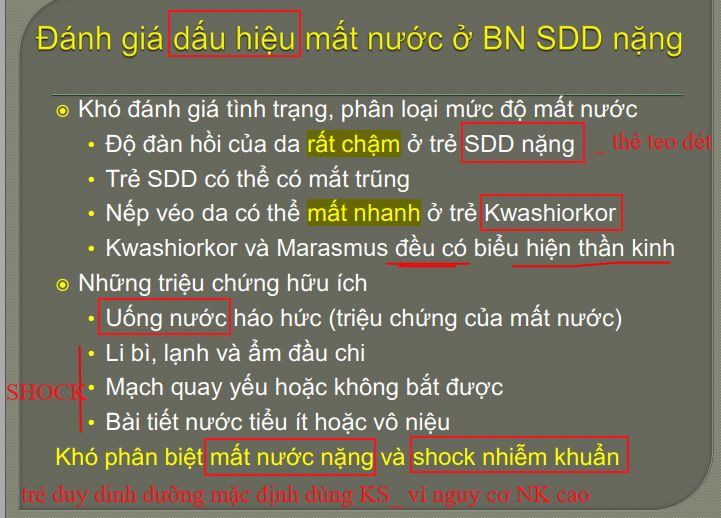 Đánh giá dấu hiệu mất nước ở BN SDD nặng
Khó đánh giá tình trạng, phân loại mức độ mất nước
Độ đàn hồi của da rất chậm ở trẻ SDD nặng _ thê teo đét
Trẻ SDD có thể có mắt trũng
Nếp véo da có thể mất nhanh ở trẻ Kwashiorkor
Kwashiorkor và Marasmus đều có biểu hiện thần kinh
Những triệu chứng hữu ích
Uống nước háo hức (triệu chứng của mất nước)
Li bì, lạnh và ẩm đầu chi
SHOCK
Mạch quay yếu hoặc không bắt được
Bài tiết nước tiểu ít hoặc vô niệu
Khó phân biệt mất nước nặng và shock nhiễm khuẩn
trẻ duy dinh dưỡng mặc định dùng KS_ vì nguy cơ NK cao